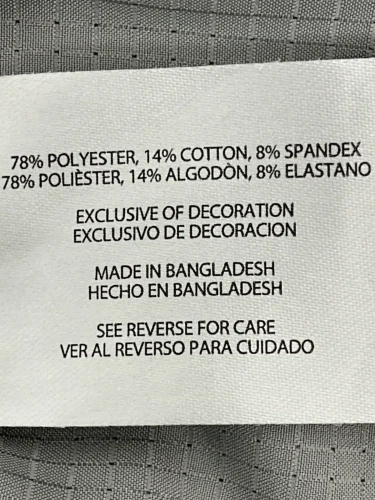 78% POLYESTER, 14% COTTON, 8% SPANDEX
78% POLIÈSTER, 14% ALGODÒN, 8% ELASTANO
EXCLUSIVE OF DECORATION
EXCLUSIVO DE DECORACION
MADE IN BANGLADESH
HECHO EN BANGLADESH
SEE REVERSE FOR CARE
VER AL REVERSO PARA CUIDADO